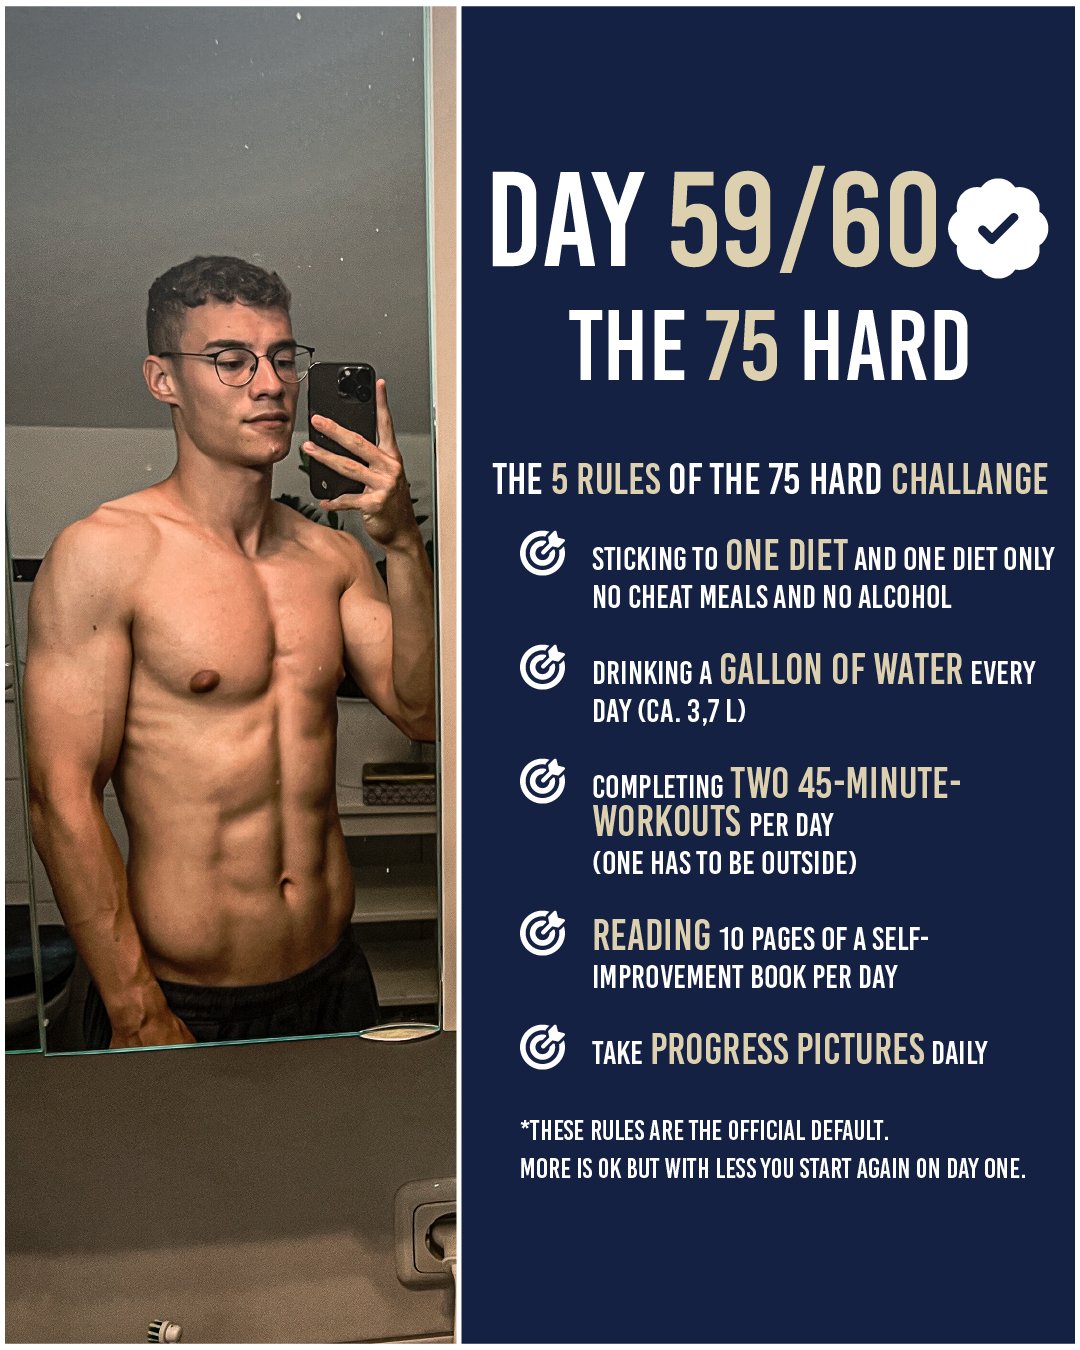 DAY 59/60
THE 75 HARD
THE 5 RULES OF THE 75 HARD CHALLANGE
STICKING TO ONE DIET AND ONE DIET ONLY
NO CHEAT MEALS AND NO ALCOHOL
DRINKING A GALLON OF WATER EVERY
DAY (CA. 3,7 L)
COMPLETING TWO 45-MINUTE-
WORKOUTS PER DAY
(ONE HAS TO BE OUTSIDE)
READING 10 PAGES OF A SELF-
IMPROVEMENT BOOK PER DAY
TAKE PROGRESS PICTURES DAILY
*THESE RULES ARE THE OFFICIAL DEFAULT.
MORE IS OK BUT WITH LESS YOU START AGAIN ON DAY ONE.